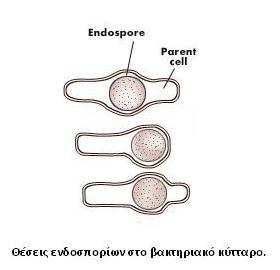 Endospore
Parent
cell
Θέσεις ενδοσπορίων στο βακτηριακό κύτταρο.